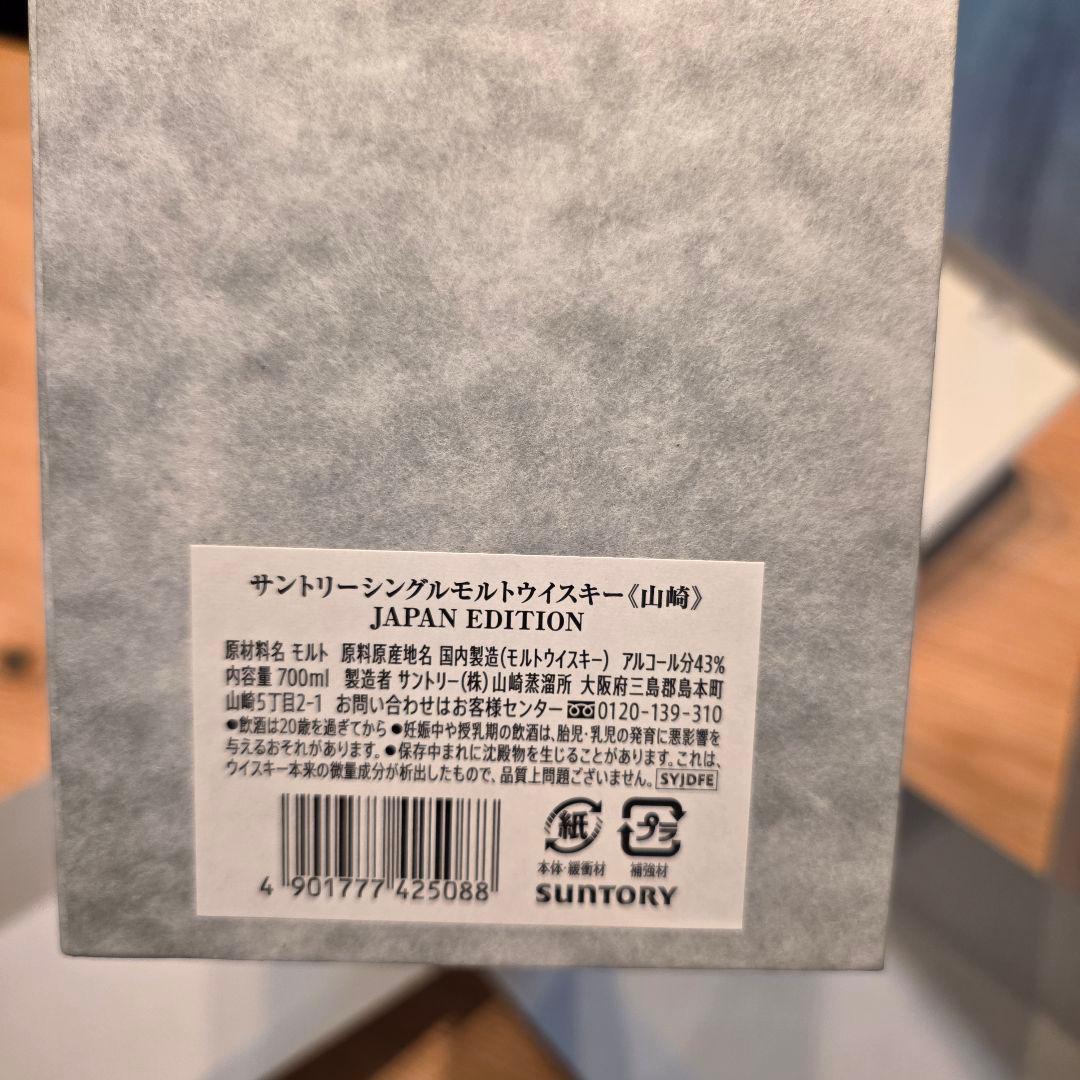 サントリーシングルモルトウイスキー《山崎》
JAPAN EDITION
原材料名 モルト 原料原産地名 国内製造(モルトウイスキー) アルコール分43%
内容量 700ml 製造者 サントリー(株)山崎蒸溜所 大阪府三島郡島本町
山崎5丁目2-1 お問い合わせはお客様センター 0120-139-310
●飲酒は20歳を過ぎてから ●妊娠中や授乳期の飲酒は、胎児・乳児の発育に悪影響を
与えるおそれがあります。●保存中まれに沈殿物を生じることがあります。これは、
ウイスキー本来の微量成分が析出したもので、品質上問題ございません。 SYJDFE
紙 プラ
本体・緩衝材 補強材
4 901777 425088
SUNTORY